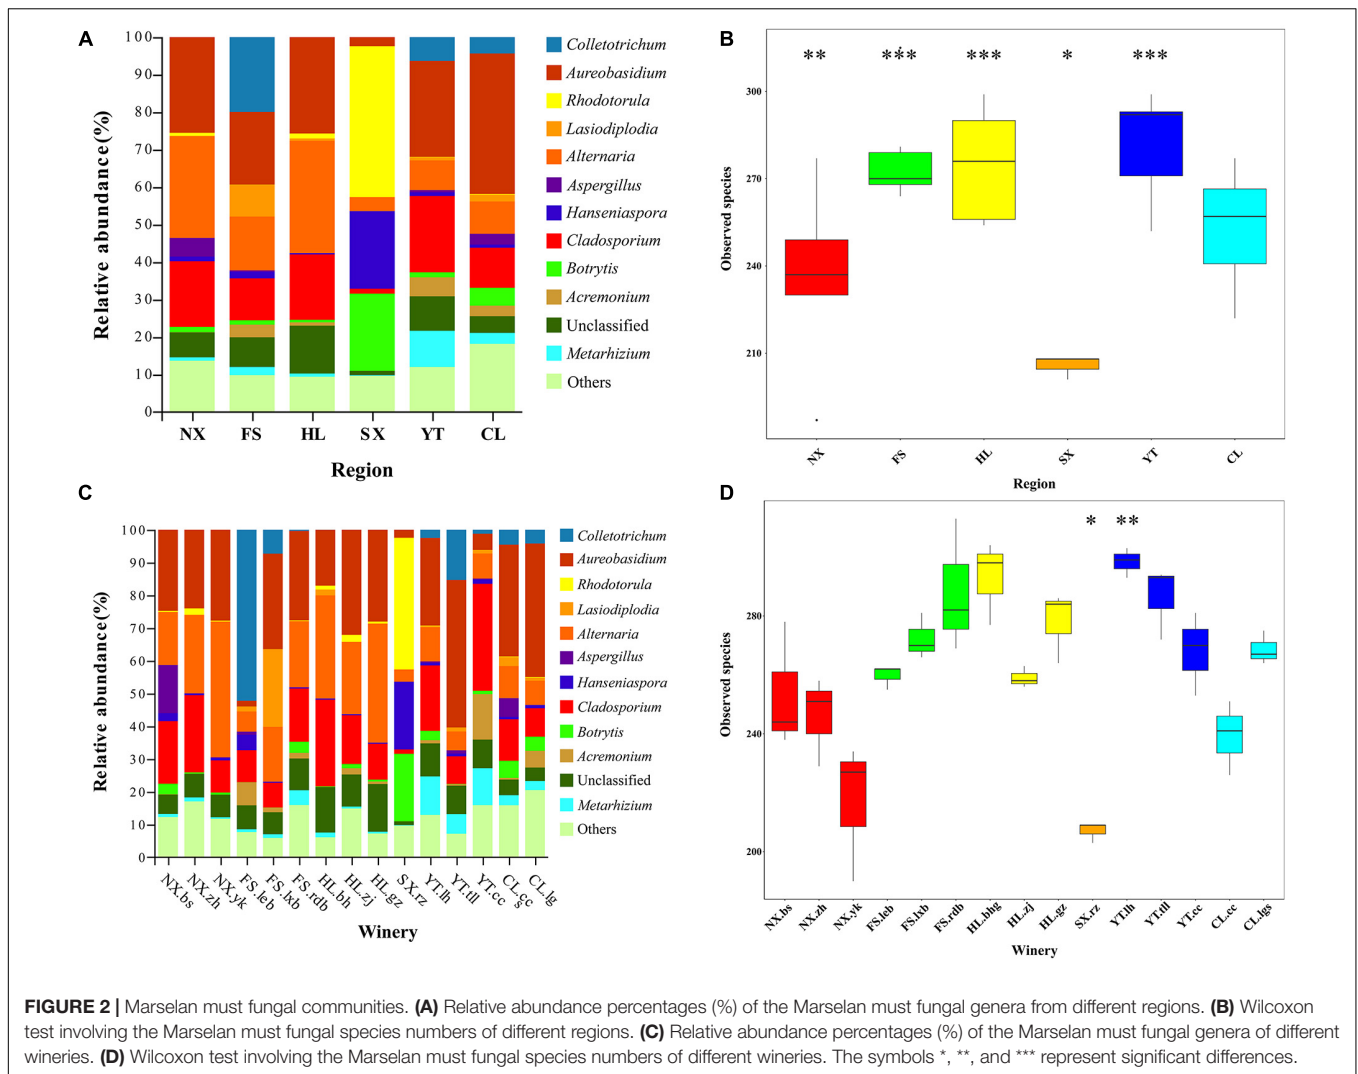 A
Relative abundance(%)
100
90
80
70
60
50
40
30
20
10
0
NX FS HL SX YT CL
Region
Colletotrichum
Aureobasidium
Rhodotorula
Lasiodiplodia
Alternaria
Aspergillus
Hanseniaspora
Cladosporium
Botrytis
Acremonium
Unclassified
Metarhizium
Others
B
Observed species
** *** *** * ***
300
270
240
210
NX FS HL SX YT CL
Region
C
Relative abundance(%)
100
90
80
70
60
50
40
30
20
10
0
NX.bs NX.zh NX.yk FS.leb FS.lxb FS.rdb HL.bh HL.zj HL.gz SX.rz YT.lh YT.tll YT.cc CL.cc CL.lg
s
Winery
Colletotrichum
Aureobasidium
Rhodotorula
Lasiodiplodia
Alternaria
Aspergillus
Hanseniaspora
Cladosporium
Botrytis
Acremonium
Unclassified
Metarhizium
Others
D
Observed species
* **
280
240
200
NX.bs NX.zh NX.yk FS.leb FS.lxb FS.rdb HL.bhg HL.zj HL.gz SX.rz YT.lh YT.tll YT.cc CL.cc CL.lgs
Winery
FIGURE 2 | Marselan must fungal communities. (A) Relative abundance percentages (%) of the Marselan must fungal genera from different regions. (B) Wilcoxon
test involving the Marselan must fungal species numbers of different regions. (C) Relative abundance percentages (%) of the Marselan must fungal genera of different
wineries. (D) Wilcoxon test involving the Marselan must fungal species numbers of different wineries. The symbols *, **, and *** represent significant differences.